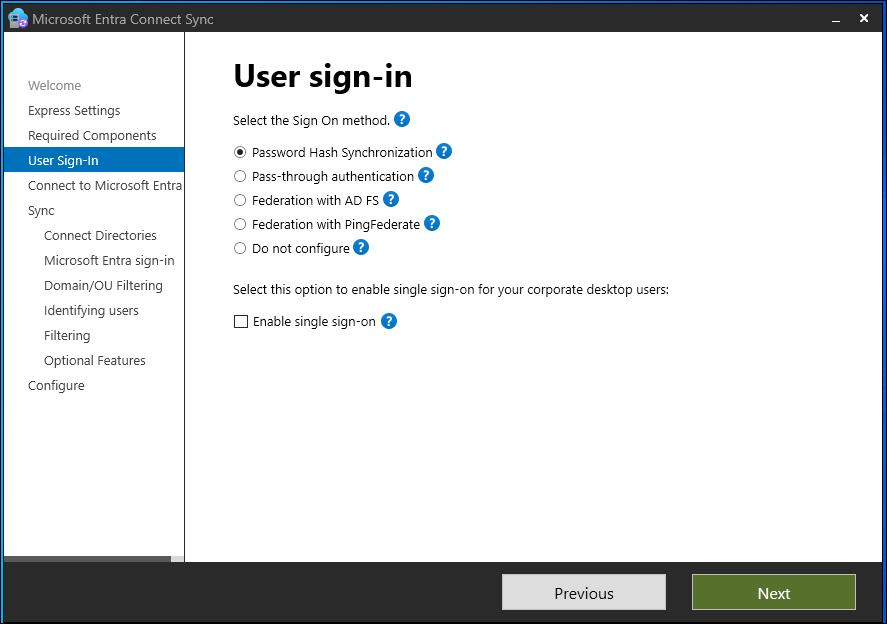 Microsoft Entra Connect Sync
Welcome
Express Settings
Required Components
User Sign-In
Connect to Microsoft Entra
Sync
Connect Directories
Microsoft Entra sign-in
Domain/OU Filtering
Identifying users
Filtering
Optional Features
Configure
User sign-in
Select the Sign On method. ?
Password Hash Synchronization ?
Pass-through authentication ?
Federation with AD FS ?
Federation with PingFederate ?
Do not configure ?
Select this option to enable single sign-on for your corporate desktop users:
Enable single sign-on ?
Previous
Next